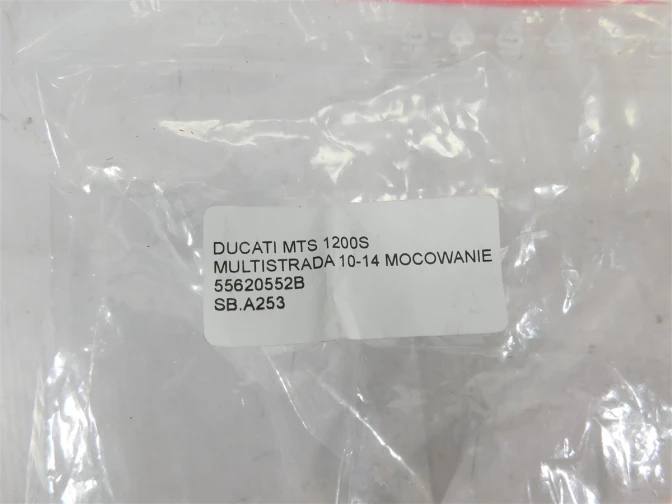 DUCATI MTS 1200S
MULTISTRADA 10-14 MOCOWANIE
55620552B
SB.A253